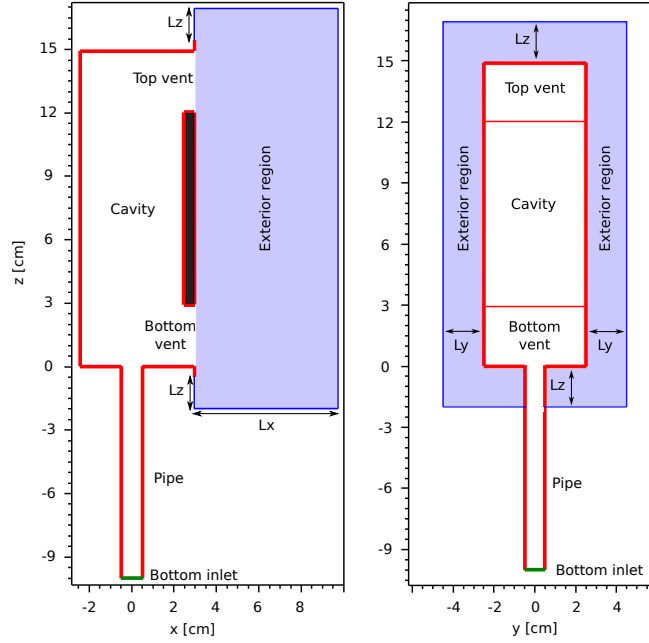 Lz
15
Top vent
12
9
Cavity
Exterior region
z [cm]
6
3
Bottom
vent
0
Lz
Lx
-3
Pipe
-6
-9
Bottom inlet
-2
0
2
4
6
8
x [cm]
Lz
15
Top vent
12
9
Exterior region
Cavity
Exterior region
6
3
Ly
Bottom
vent
Ly
0
Lz
-3
Pipe
-6
-9
Bottom inlet
-4
-2
0
2
4
y [cm]